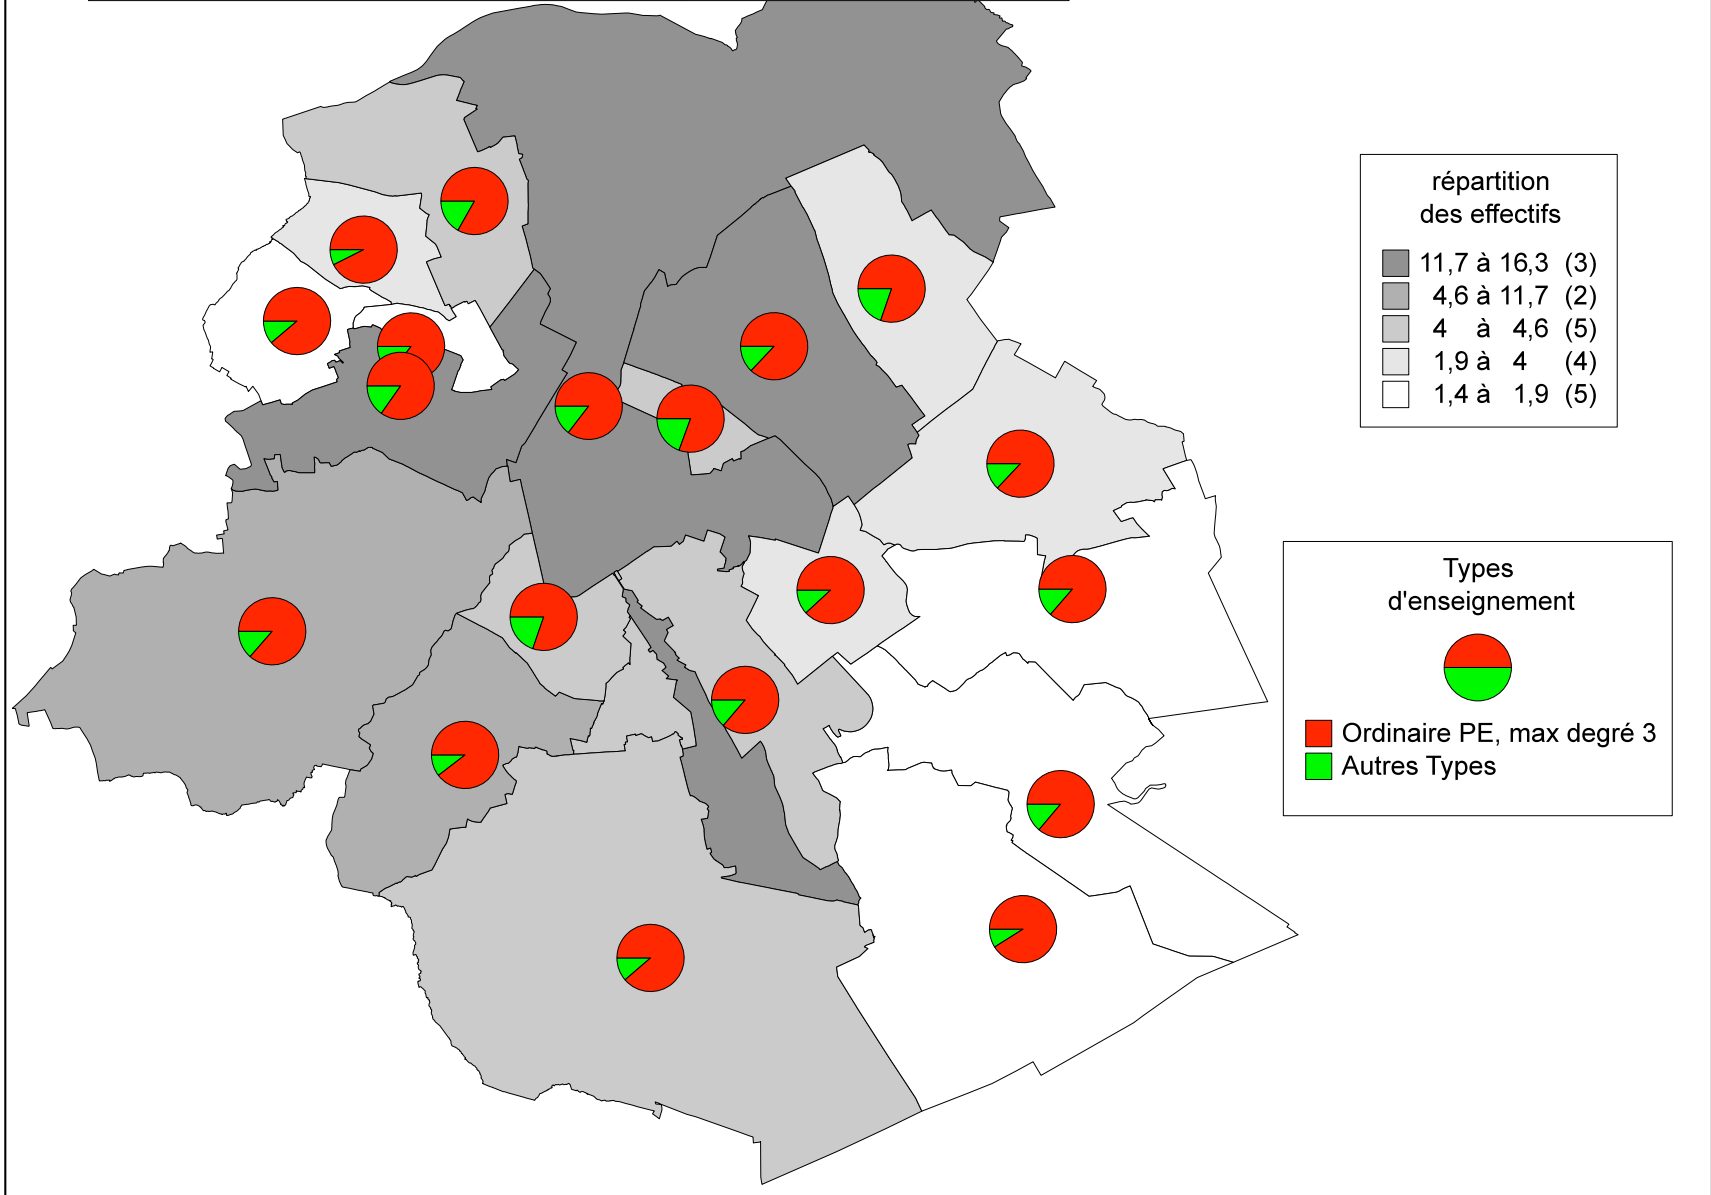 répartition
des effectifs
11,7 à 16,3 (3)
4,6 à 11,7 (2)
4 à 4,6 (5)
1,9 à 4 (4)
1,4 à 1,9 (5)
Types
d'enseignement
Ordinaire PE, max degré 3
Autres Types